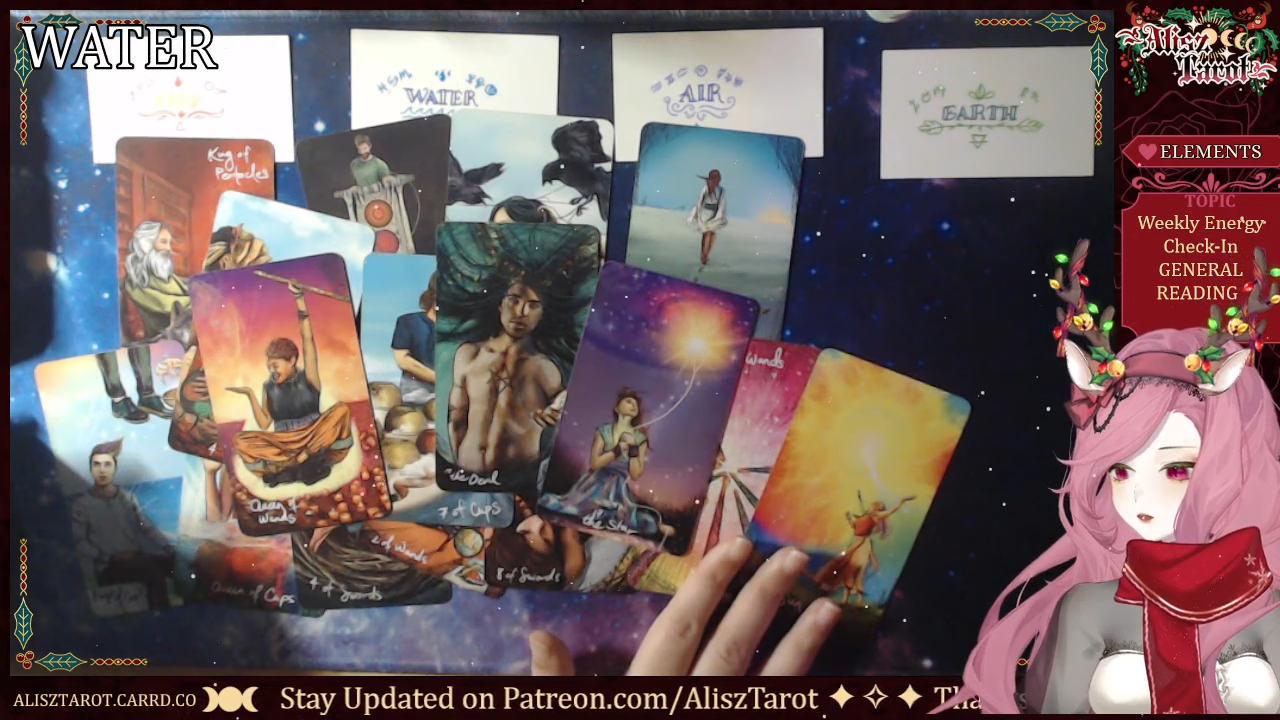 WATER
WATER
AIR
EARTH
Alisz
Tarot
ELEMENTS
TOPIC
Weekly Energy
Check-In
GENERAL
READING
King of
Pentacles
Queen of
Wands
the Devil
7 of Cups
the Star
Wands
2 of Wands
8 of Swords
4 of Swords
Queen of Cups
ALISZTAROT.CARRD.CO
Stay Updated on Patreon.com/AliszTarot